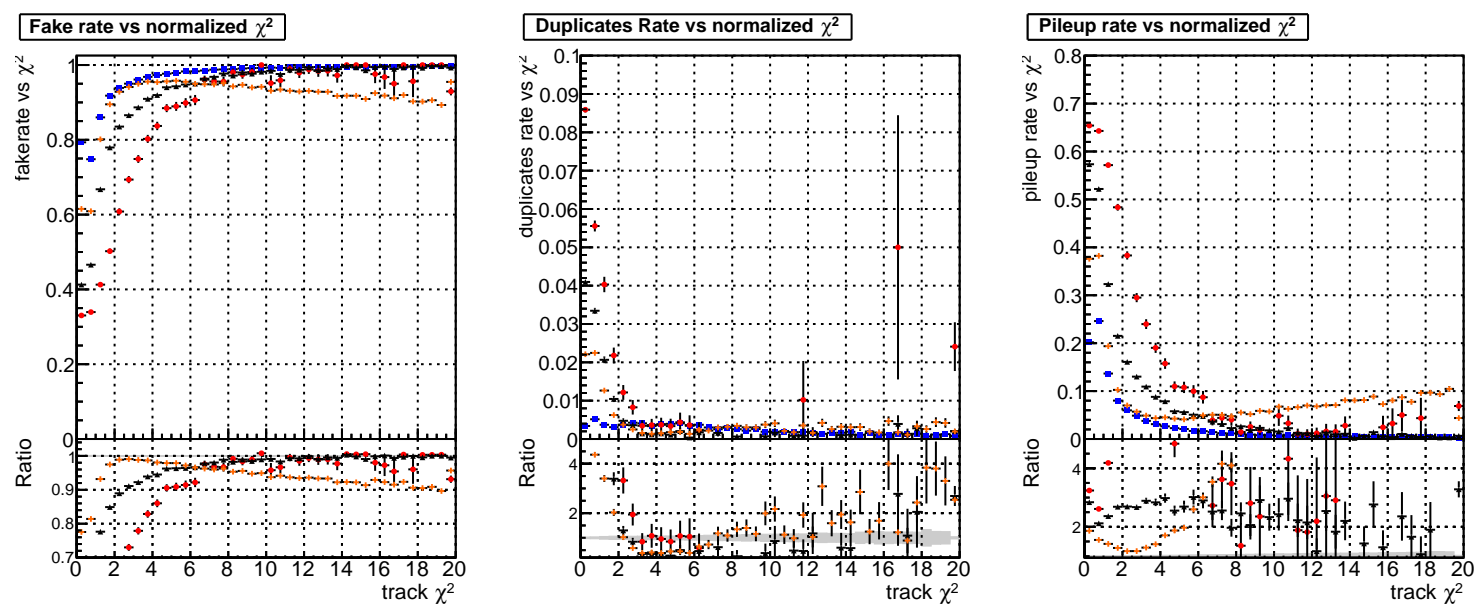 Fake rate vs normalized χ²
fakerate vs χ²
1
0.8
0.6
0.4
0.2
0
Ratio
1
0.9
0.8
0.7
0 2 4 6 8 10 12 14 16 18 20
track χ²
Duplicates Rate vs normalized χ²
duplicates rate vs χ²
0.1
0.09
0.08
0.07
0.06
0.05
0.04
0.03
0.02
0.01
0
Ratio
4
2
0 2 4 6 8 10 12 14 16 18 20
track χ²
Pileup rate vs normalized χ²
pileup rate vs χ²
0.8
0.7
0.6
0.5
0.4
0.3
0.2
0.1
0
Ratio
4
2
0 2 4 6 8 10 12 14 16 18 20
track χ²